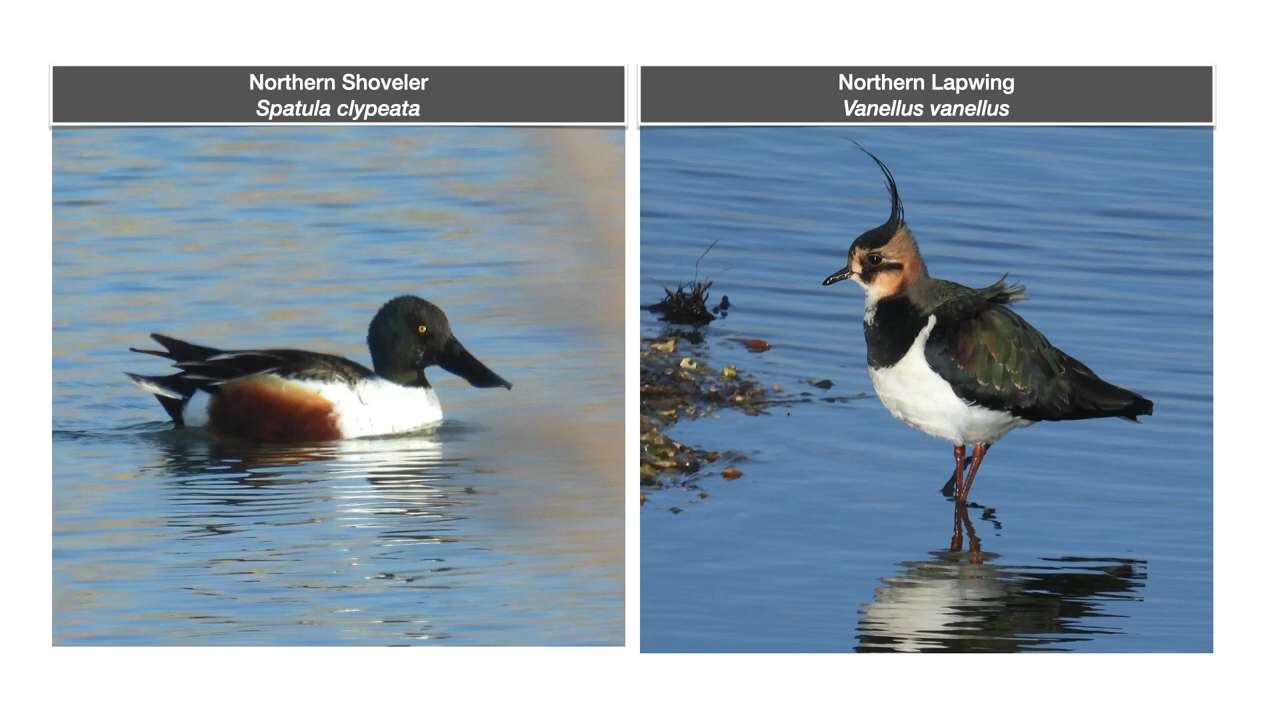 Northern Shoveler
Spatula clypeata
Northern Lapwing
Vanellus vanellus